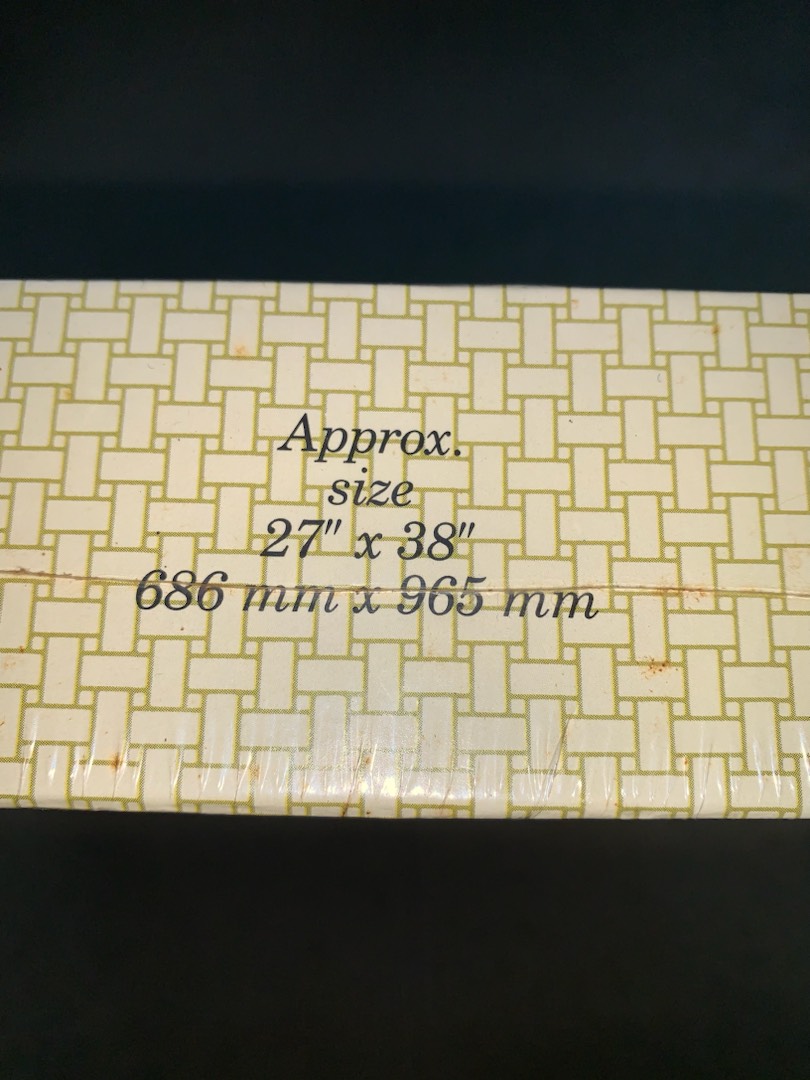 Approx.
size
27" x 38"
686 mm x 965 mm